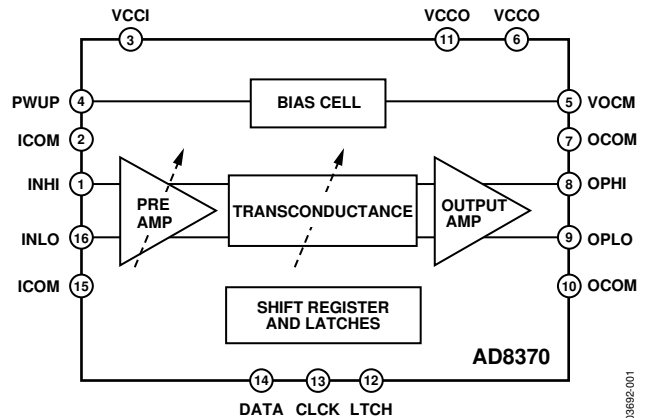 VCCI VCCO VCCO
3 11 6
PWUP 4 BIAS CELL 5 VOCM
ICOM 2 7 OCOM
INHI 1 PRE AMP TRANSCONDUCTANCE OUTPUT AMP 8 OPHI
INLO 16 9 OPLO
ICOM 15 10 OCOM
SHIFT REGISTER
AND LATCHES
AD8370
14 13 12
DATA CLCK LTCH
03692-001